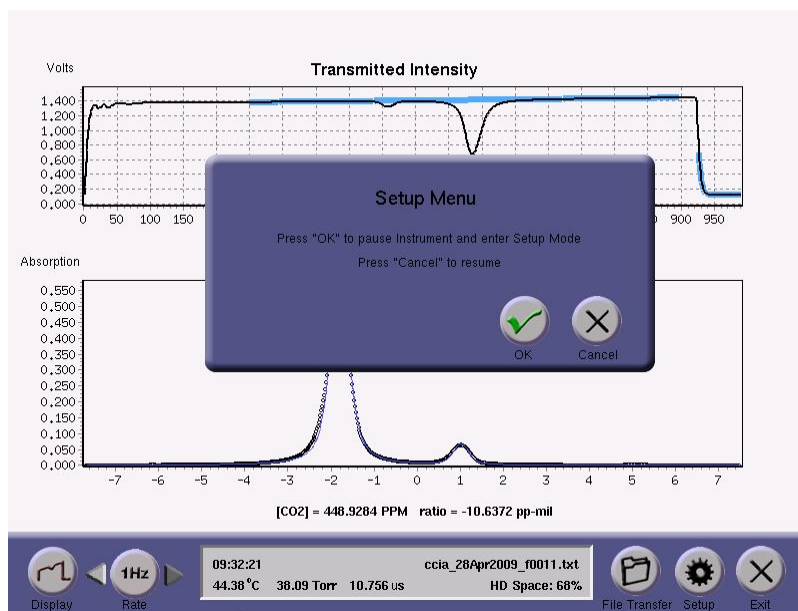 Volts
Transmitted Intensity
1.400
1.200
1.000
0.800
0.600
0.400
0.200
0.000
0 50 100 150 900 950
Absorption
Setup Menu
Press "OK" to pause Instrument and enter Setup Mode
Press "Cancel" to resume
OK Cancel
0.550
0.500
0.450
0.400
0.350
0.300
0.250
0.200
0.150
0.100
0.050
0.000
-7 -6 -5 -4 -3 -2 -1 0 1 2 3 4 5 6 7
[CO2] = 448.9284 PPM ratio = -10.6372 pp-mil
09:32:21 ccia_28Apr2009_f0011.txt
44.38°C 38.09 Torr 10.756 us HD Space: 68%
1Hz
Display Rate File Transfer Setup Exit